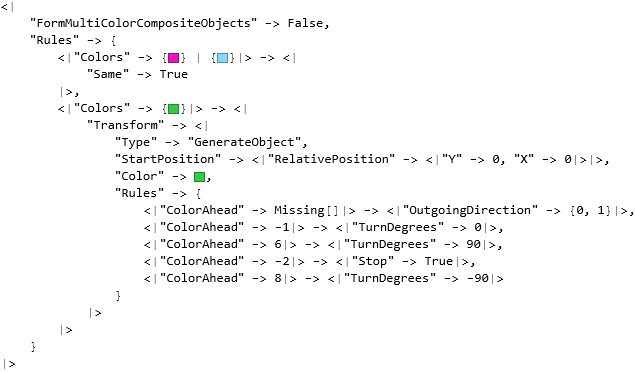 <|
"FormMultiColorCompositeObjects" -> False,
"Rules" -> {
<|"Colors" -> {} | {}|> -> <|
"Same" -> True
|>,
<|"Colors" -> {}|> -> <|
"Transform" -> <|
"Type" -> "GenerateObject",
"StartPosition" -> <|"RelativePosition" -> <|"Y" -> 0, "X" -> 0|>|>,
"Color" -> ,
"Rules" -> {
<|"ColorAhead" -> Missing[]|> -> <|"OutgoingDirection" -> {0, 1}|>,
<|"ColorAhead" -> -1|> -> <|"TurnDegrees" -> 0|>,
<|"ColorAhead" -> 6|> -> <|"TurnDegrees" -> 90|>,
<|"ColorAhead" -> -2|> -> <|"Stop" -> True|>,
<|"ColorAhead" -> 8|> -> <|"TurnDegrees" -> -90|>
}
|>
|>
}
|>